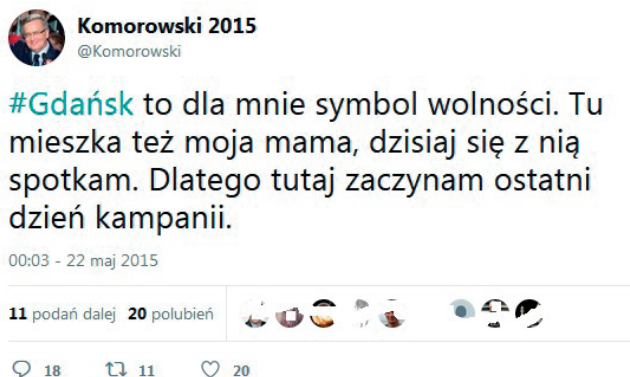 Komorowski 2015
@Komorowski
#Gdańsk to dla mnie symbol wolności. Tu
mieszka też moja mama, dzisiaj się z nią
spotkam. Dlatego tutaj zaczynam ostatni
dzień kampanii.
00:03 - 22 maj 2015
11 podań dalej 20 polubień
18 11 20